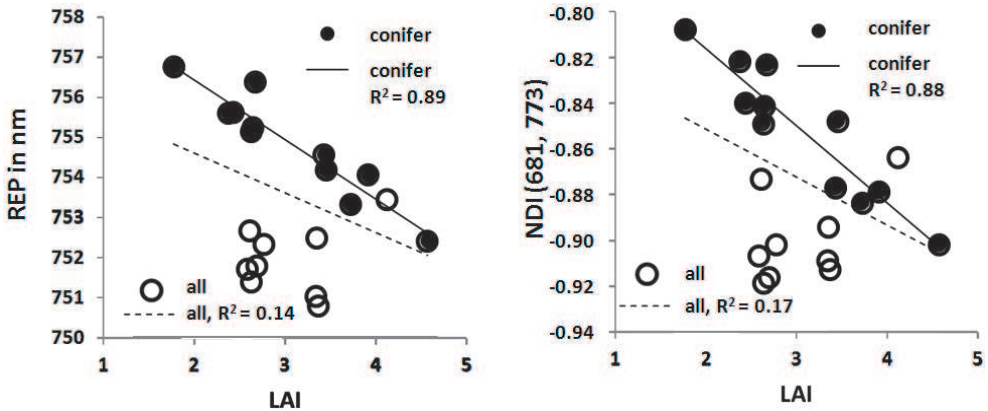 758
757
756
755
754
753
752
751
750
REP in nm
conifer
conifer
R² = 0.89
all
all, R² = 0.14
1 2 3 4 5
LAI
-0.80
-0.82
-0.84
-0.86
-0.88
-0.90
-0.92
-0.94
NDI (681, 773)
conifer
conifer
R² = 0.88
all
all, R² = 0.17
1 2 3 4 5
LAI